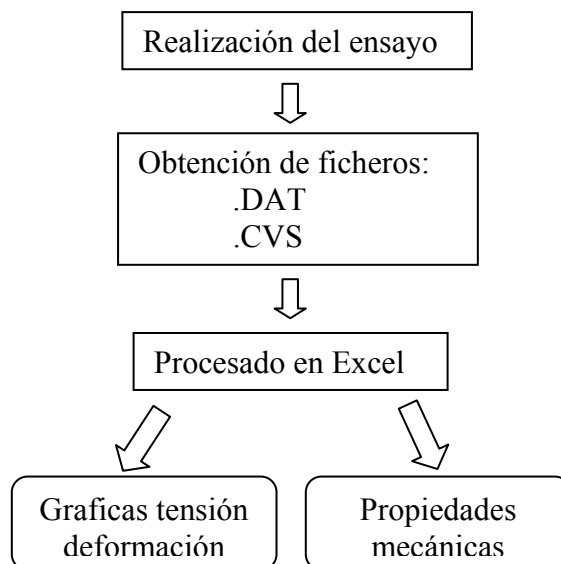 Realización del ensayo
Obtención de ficheros:
.DAT
.CVS
Procesado en Excel
Graficas tensión
deformación
Propiedades
mecánicas